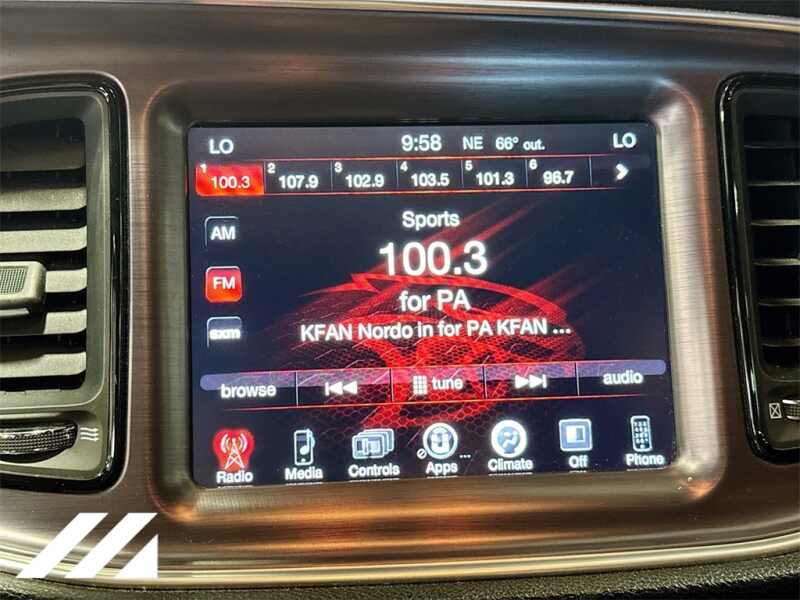 LO 9:58 NE 66° out. LO
1 100.3 2 107.9 3 102.9 4 103.5 5 101.3 6 96.7
Sports
AM
100.3
FM
for PA
sxm
KFAN Nordo in for PA KFAN ...
browse tune audio
Radio Media Controls Apps ... Climate Off Phone